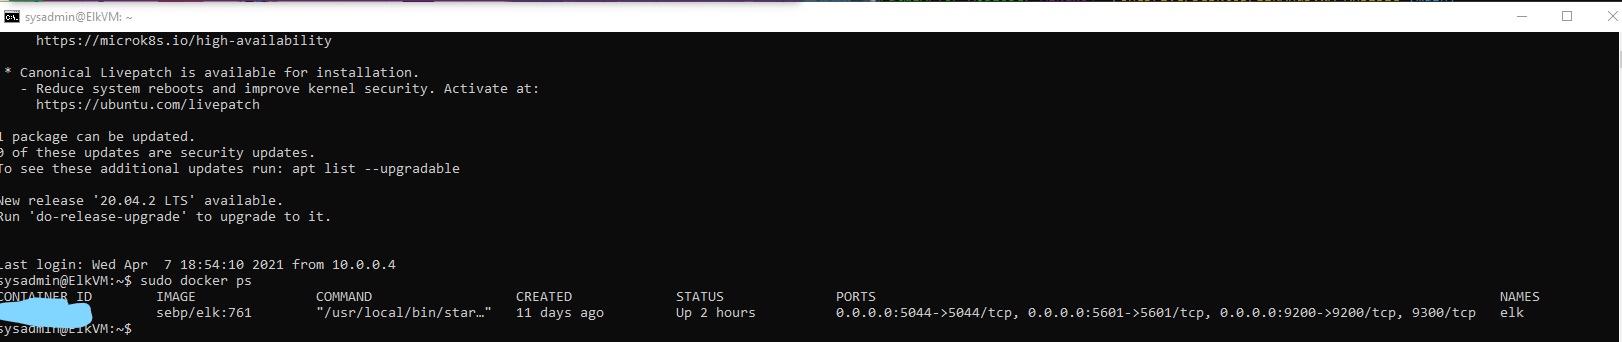 sysadmin@ElkVM: ~
https://microk8s.io/high-availability
* Canonical Livepatch is available for installation.
- Reduce system reboots and improve kernel security. Activate at:
https://ubuntu.com/livepatch
1 package can be updated.
0 of these updates are security updates.
To see these additional updates run: apt list --upgradable
New release '20.04.2 LTS' available.
Run 'do-release-upgrade' to upgrade to it.
Last login: Wed Apr  7 18:54:10 2021 from 10.0.0.4
sysadmin@ElkVM:~$ sudo docker ps
CONTAINER ID IMAGE COMMAND CREATED STATUS PORTS NAMES
sebp/elk:761 "/usr/local/bin/star…" 11 days ago Up 2 hours 0.0.0.0:5044->5044/tcp, 0.0.0.0:5601->5601/tcp, 0.0.0.0:9200->9200/tcp, 9300/tcp elk
sysadmin@ElkVM:~$